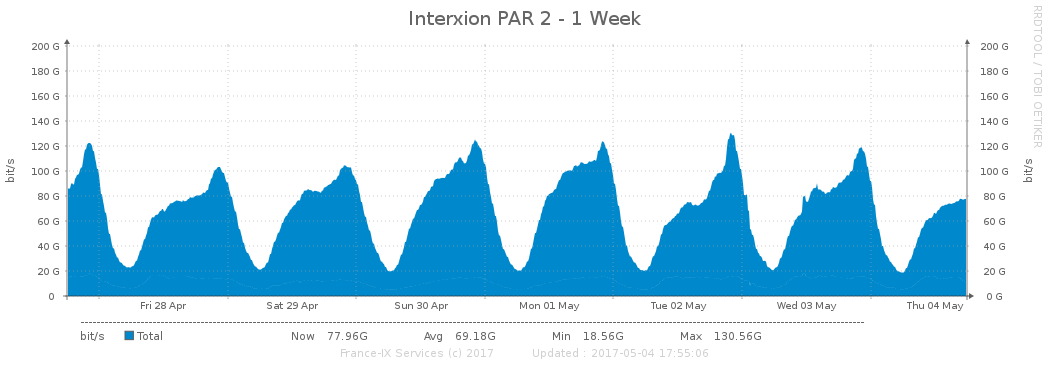 Interxion PAR 2 - 1 Week
RRDTOOL / TOBI OETIKER
bit/s
200 G 200 G
180 G 180 G
160 G 160 G
140 G 140 G
120 G 120 G
100 G 100 G
80 G 80 G
60 G 60 G
40 G 40 G
20 G 20 G
0 0 G
bit/s
Fri 28 Apr Sat 29 Apr Sun 30 Apr Mon 01 May Tue 02 May Wed 03 May Thu 04 May
bit/s Total Now 77.96G Avg 69.18G Min 18.56G Max 130.56G
France-IX Services (c) 2017 Updated : 2017-05-04 17:55:06